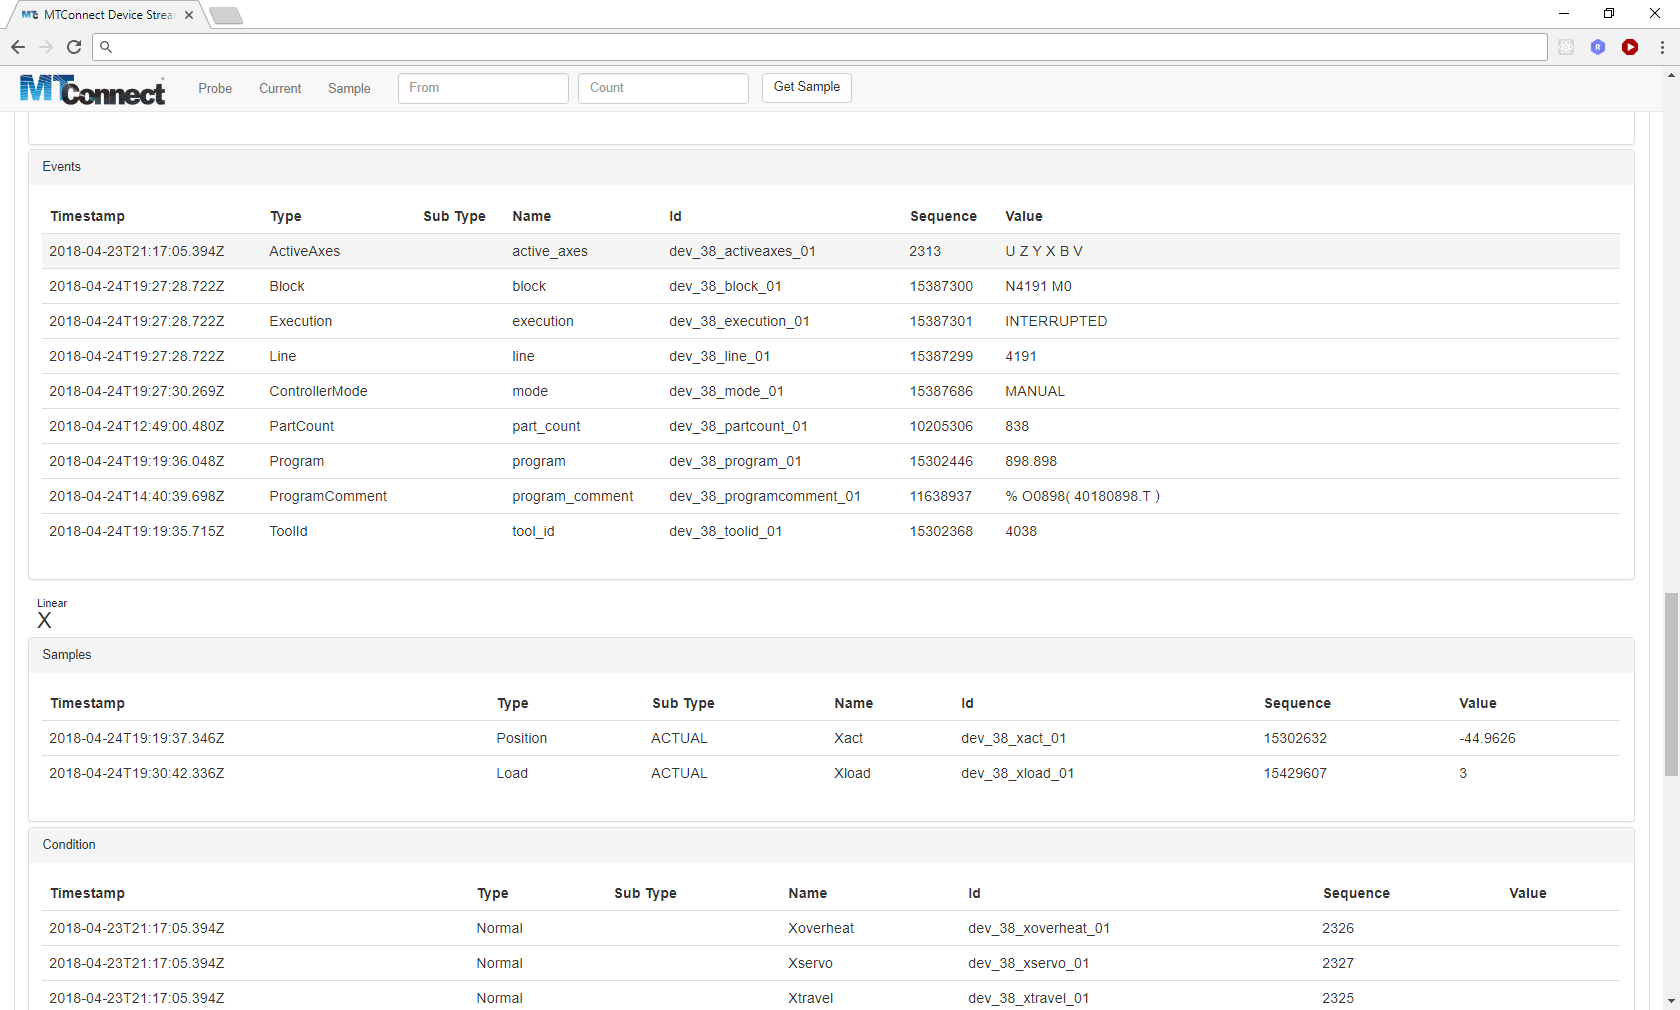 MTConnect Device Strea
MTConnect Probe Current Sample From Count Get Sample
Events
Timestamp Type Sub Type Name Id Sequence Value
2018-04-23T21:17:05.394Z ActiveAxes active_axes dev_38_activeaxes_01 2313 U Z Y X B V
2018-04-24T19:27:28.722Z Block block dev_38_block_01 15387300 N4191 M0
2018-04-24T19:27:28.722Z Execution execution dev_38_execution_01 15387301 INTERRUPTED
2018-04-24T19:27:28.722Z Line line dev_38_line_01 15387299 4191
2018-04-24T19:27:30.269Z ControllerMode mode dev_38_mode_01 15387686 MANUAL
2018-04-24T12:49:00.480Z PartCount part_count dev_38_partcount_01 10205306 838
2018-04-24T19:19:36.048Z Program program dev_38_program_01 15302446 898.898
2018-04-24T14:40:39.698Z ProgramComment program_comment dev_38_programcomment_01 11638937 % O0898( 40180898.T )
2018-04-24T19:19:35.715Z ToolId tool_id dev_38_toolid_01 15302368 4038
Linear
X
Samples
Timestamp Type Sub Type Name Id Sequence Value
2018-04-24T19:19:37.346Z Position ACTUAL Xact dev_38_xact_01 15302632 -44.9626
2018-04-24T19:30:42.336Z Load ACTUAL Xload dev_38_xload_01 15429607 3
Condition
Timestamp Type Sub Type Name Id Sequence Value
2018-04-23T21:17:05.394Z Normal Xoverheat dev_38_xoverheat_01 2326
2018-04-23T21:17:05.394Z Normal Xservo dev_38_xservo_01 2327
2018-04-23T21:17:05.394Z Normal Xtravel dev_38_xtravel_01 2325